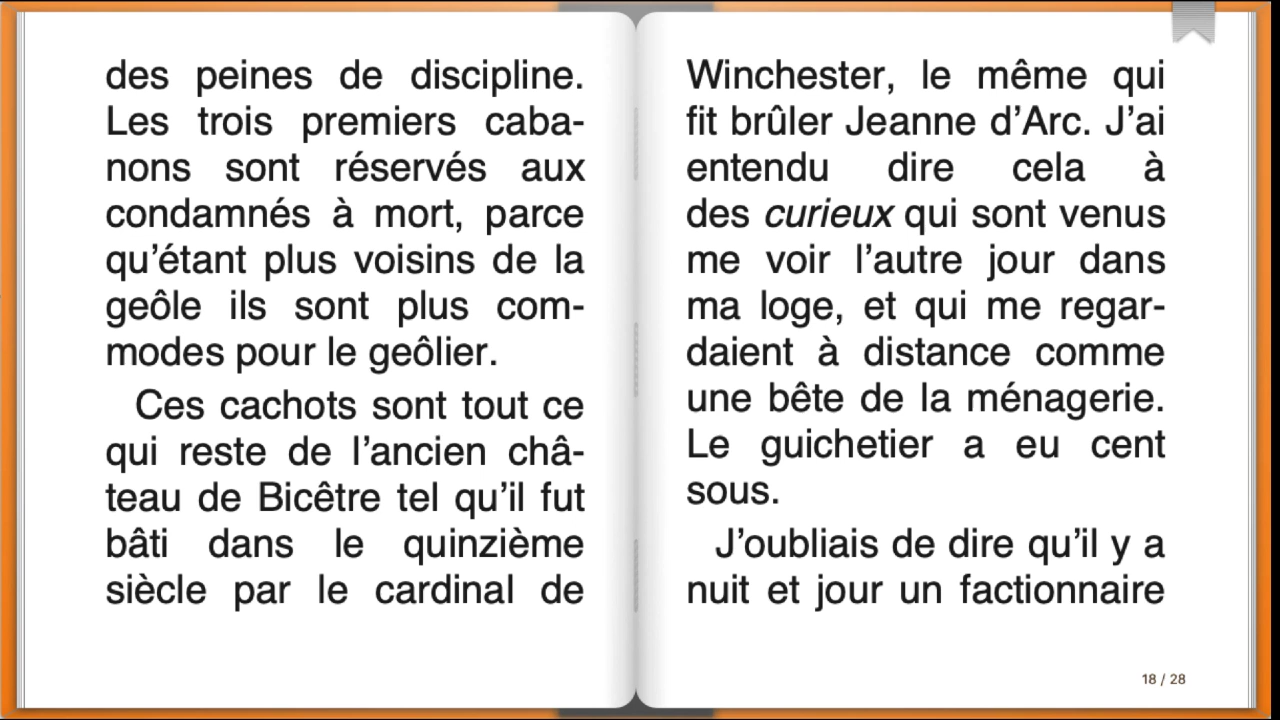 des peines de discipline.
Les trois premiers caba-
nons sont réservés aux
condamnés à mort, parce
qu’étant plus voisins de la
geôle ils sont plus com-
modes pour le geôlier.
Ces cachots sont tout ce
qui reste de l’ancien châ-
teau de Bicêtre tel qu’il fut
bâti dans le quinzième
siècle par le cardinal de
Winchester, le même qui
fit brûler Jeanne d’Arc. J’ai
entendu dire cela à
des curieux qui sont venus
me voir l’autre jour dans
ma loge, et qui me regar-
daient à distance comme
une bête de la ménagerie.
Le guichetier a eu cent
sous.
J’oubliais de dire qu’il y a
nuit et jour un factionnaire
18 / 28